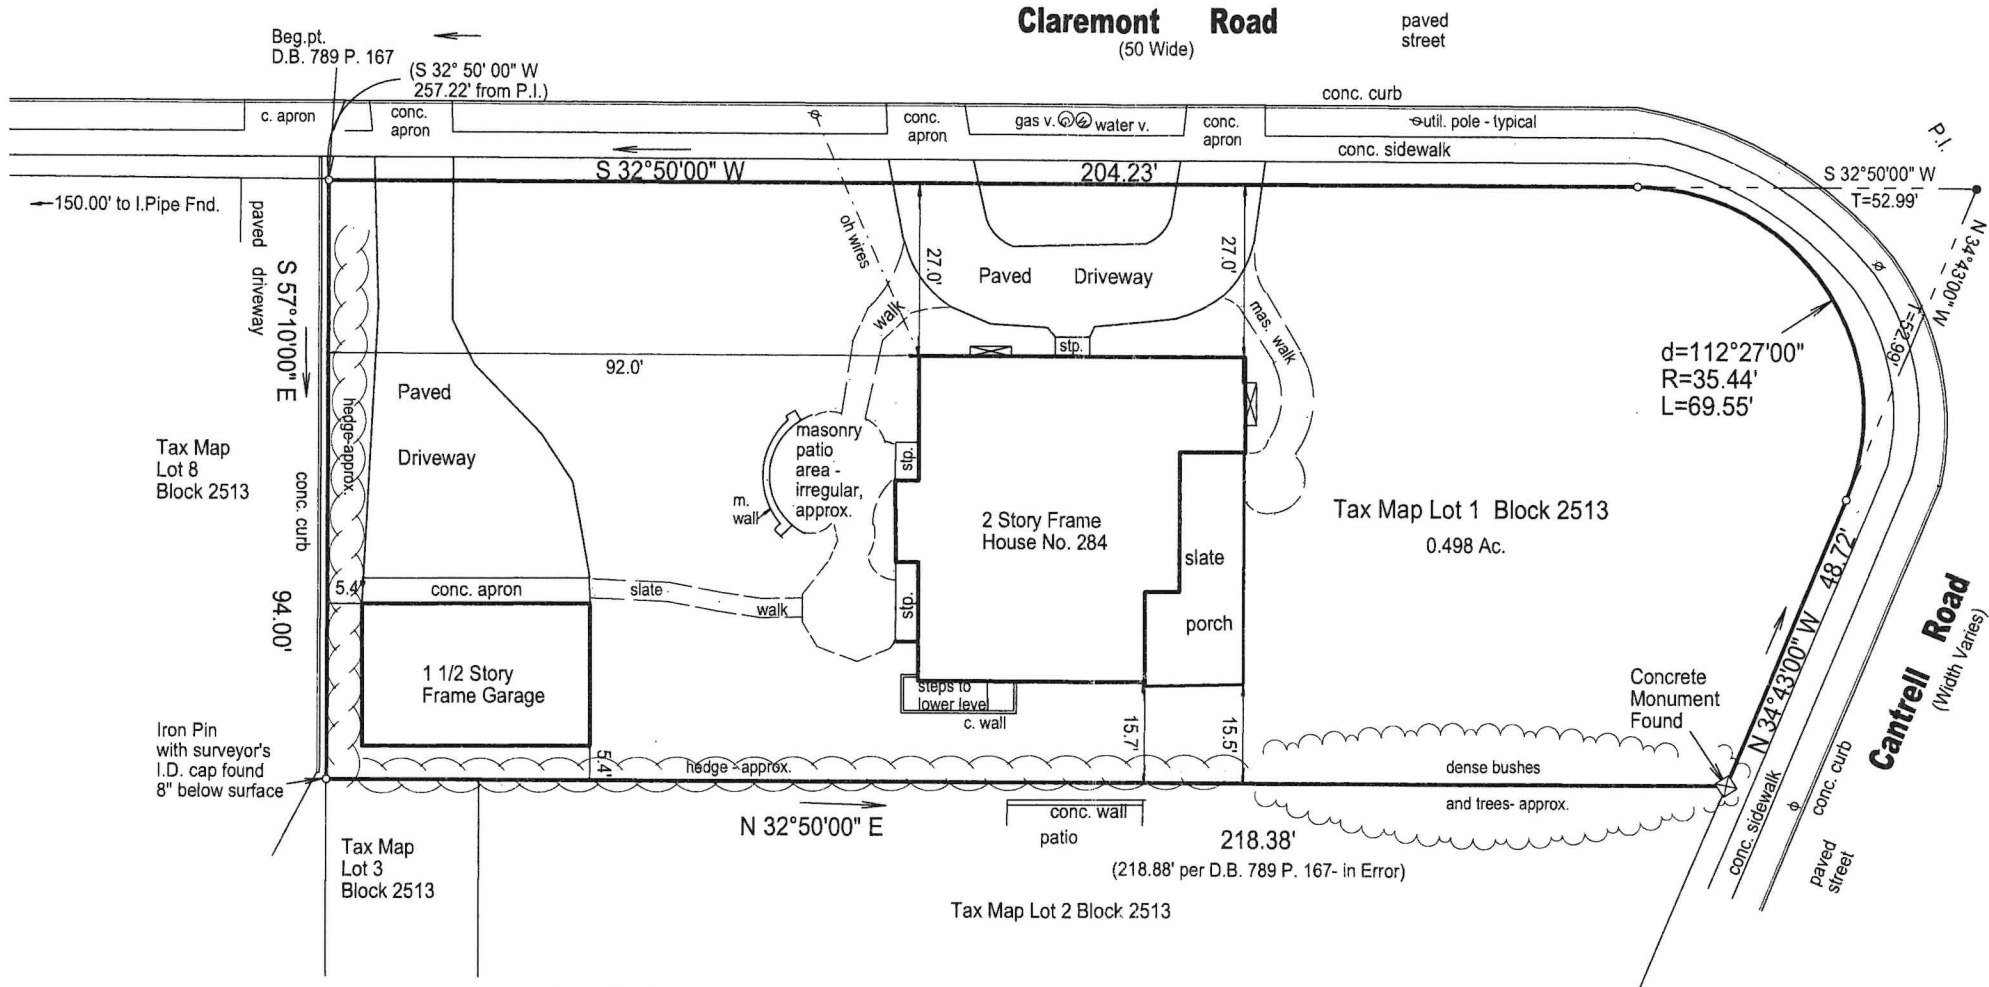 Claremont Road
(50 Wide)
paved
street
Beg.pt.
D.B. 789 P. 167
(S 32° 50' 00" W
257.22' from P.I.)
c. apron
conc.
apron
conc.
apron
gas v.
water v.
conc.
apron
conc. curb
util. pole - typical
conc. sidewalk
P.I.
S 32°50'00" W
204.23'
S 32°50'00" W
T=52.99'
N 34°43'00" W
T=52.99'
150.00' to I.Pipe Fnd.
paved driveway
S 57°10'00" E
94.00'
hedge-approx.
conc. curb
oh wires
27.0'
27.0'
Paved Driveway
walk
mas. walk
stp.
92.0'
d=112°27'00"
R=35.44'
L=69.55'
Paved
Driveway
Tax Map
Lot 8
Block 2513
masonry
patio
area -
irregular,
approx.
m.
wall
stp.
2 Story Frame
House No. 284
Tax Map Lot 1 Block 2513
0.498 Ac.
slate
porch
5.4'
conc. apron
slate
walk
stp.
48.72'
N 34°43'00" W
Cantrell Road
(Width Varies)
1 1/2 Story
Frame Garage
steps to
lower level
c. wall
15.7'
15.5'
Concrete
Monument
Found
Iron Pin
with surveyor's
I.D. cap found
8" below surface
5.4'
hedge - approx.
dense bushes
and trees- approx.
conc. sidewalk
conc. curb
paved
street
N 32°50'00" E
conc. wall
patio
218.38'
(218.88' per D.B. 789 P. 167- in Error)
Tax Map
Lot 3
Block 2513
Tax Map Lot 2 Block 2513